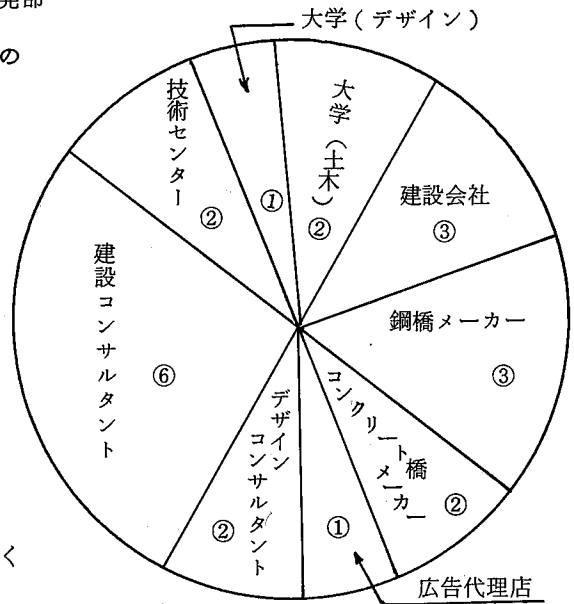 発部
の
大学（デザイン）
①
大学（土木）
②
建設会社
③
鋼橋メーカー
③
コンクリート橋メーカー
②
広告代理店
①
デザインコンサルタント
②
建設コンサルタント
⑥
技術センター
②
く